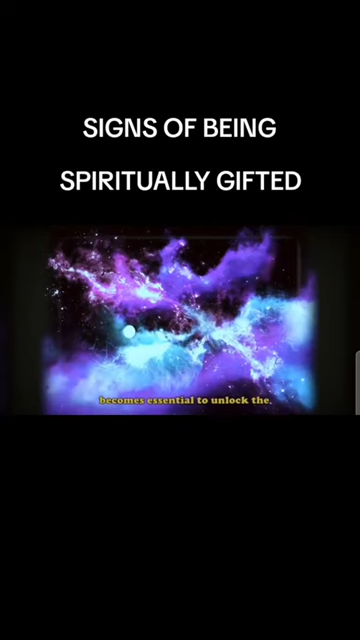 SIGNS OF BEING
SPIRITUALLY GIFTED
becomes essential to unlock the.